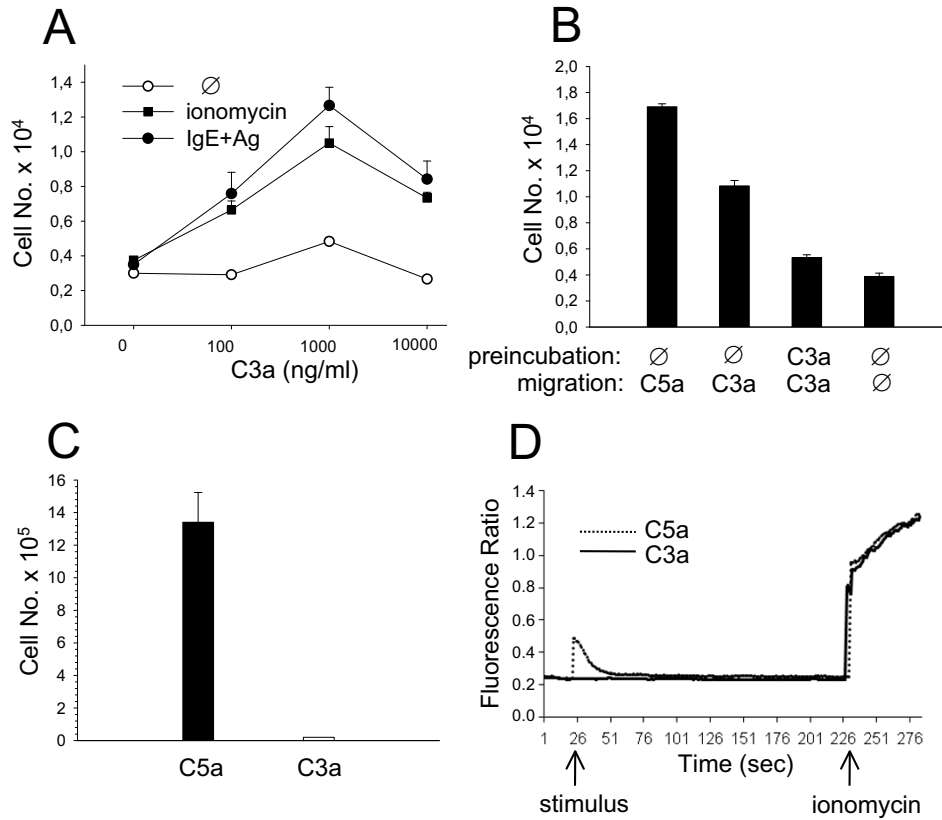 A
∅
ionomycin
IgE+Ag
Cell No. x 10⁴
1,4
1,2
1,0
0,8
0,6
0,4
0,2
0,0
0 100 1000 10000
C3a (ng/ml)
B
Cell No. x 10⁴
2,0
1,8
1,6
1,4
1,2
1,0
0,8
0,6
0,4
0,2
0,0
preincubation: ∅ ∅ C3a ∅
migration: C5a C3a C3a ∅
C
Cell No. x 10⁵
16
14
12
10
8
6
4
2
0
C5a C3a
D
C5a
C3a
Fluorescence Ratio
1.4
1.2
1.0
0.8
0.6
0.4
0.2
0.0
1 26 51 76 101 126 151 176 201 226 251 276
Time (sec)
stimulus ionomycin